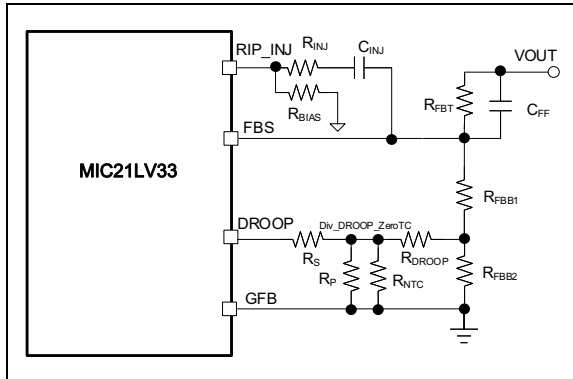 RIP_INJ
RINJ
CINJ
VOUT
RBIAS
RFBT
CFF
FBS
MIC21LV33
RFBB1
DROOP
Div_DROOP_ZeroTC
RS
RDROOP
RP
RNTC
RFBB2
GFB